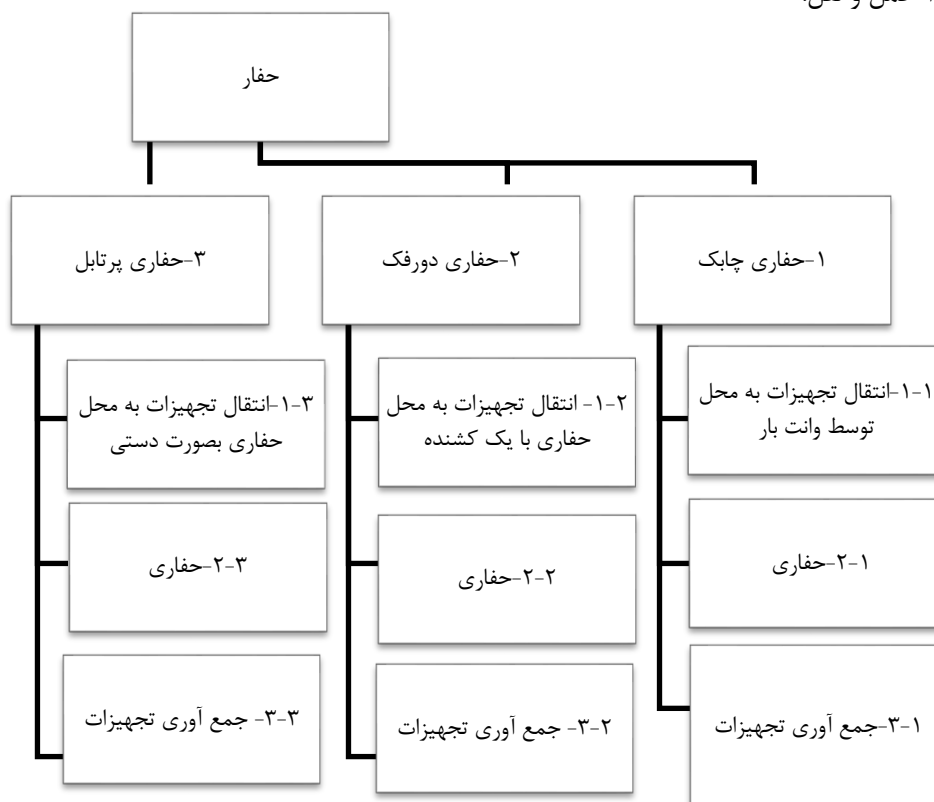 حمل و نقل.
حفار
۱-حفاری چابک
۲-حفاری دورفک
۳-حفاری پرتابل
۱-۱-انتقال تجهیزات به محل
توسط وانت بار
۱-۲- انتقال تجهیزات به محل
حفاری با یک کشنده
۱-۳-انتقال تجهیزات به محل
حفاری بصورت دستی
۲-۱-حفاری
۲-۲-حفاری
۲-۳-حفاری
۳-۱-جمع آوری تجهیزات
۳-۲- جمع آوری تجهیزات
۳-۳- جمع آوری تجهیزات